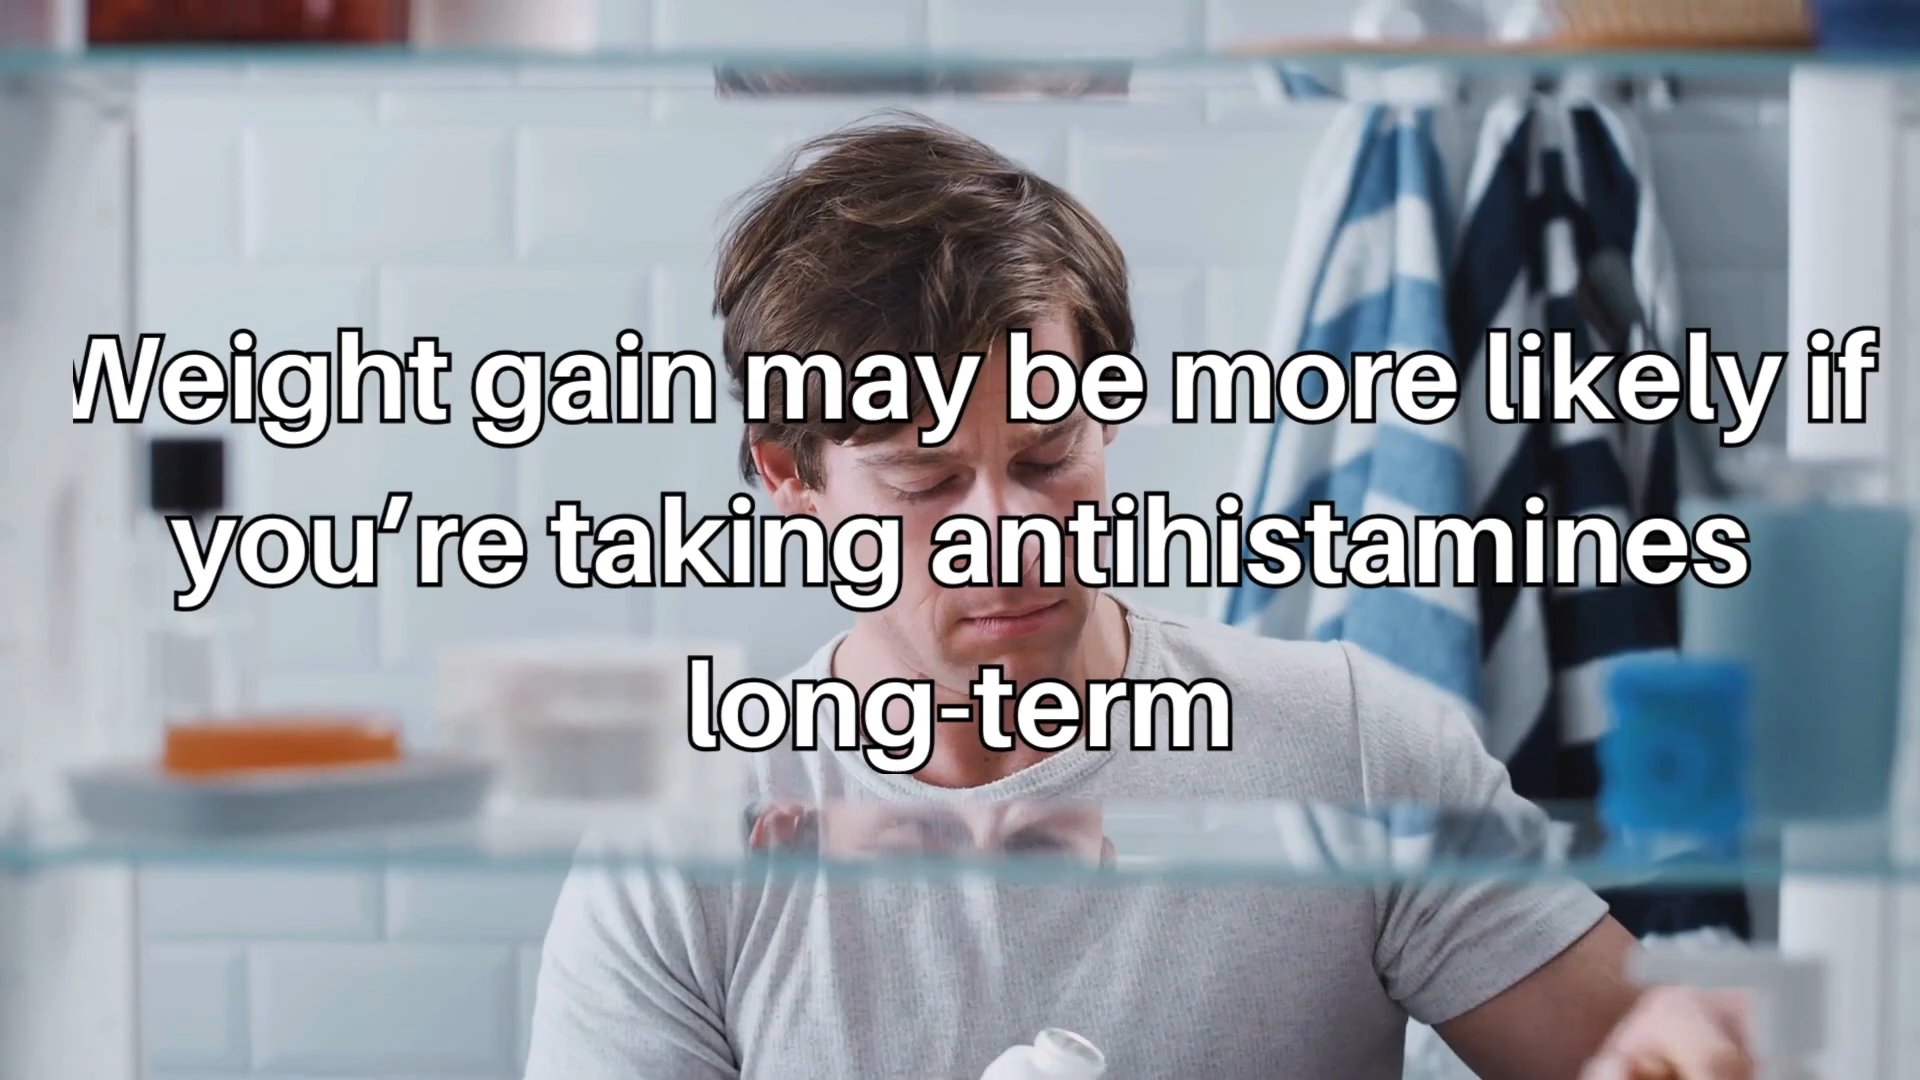 Weight gain may be more likely if
you’re taking antihistamines
long-term